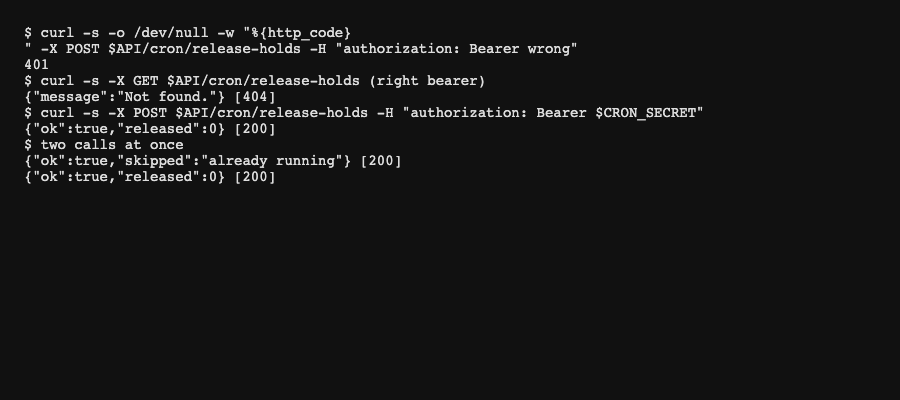 $ curl -s -o /dev/null -w "%{http_code}
" -X POST $API/cron/release-holds -H "authorization: Bearer wrong"
401
$ curl -s -X GET $API/cron/release-holds (right bearer)
{"message":"Not found."} [404]
$ curl -s -X POST $API/cron/release-holds -H "authorization: Bearer $CRON_SECRET"
{"ok":true,"released":0} [200]
$ two calls at once
{"ok":true,"skipped":"already running"} [200]
{"ok":true,"released":0} [200]